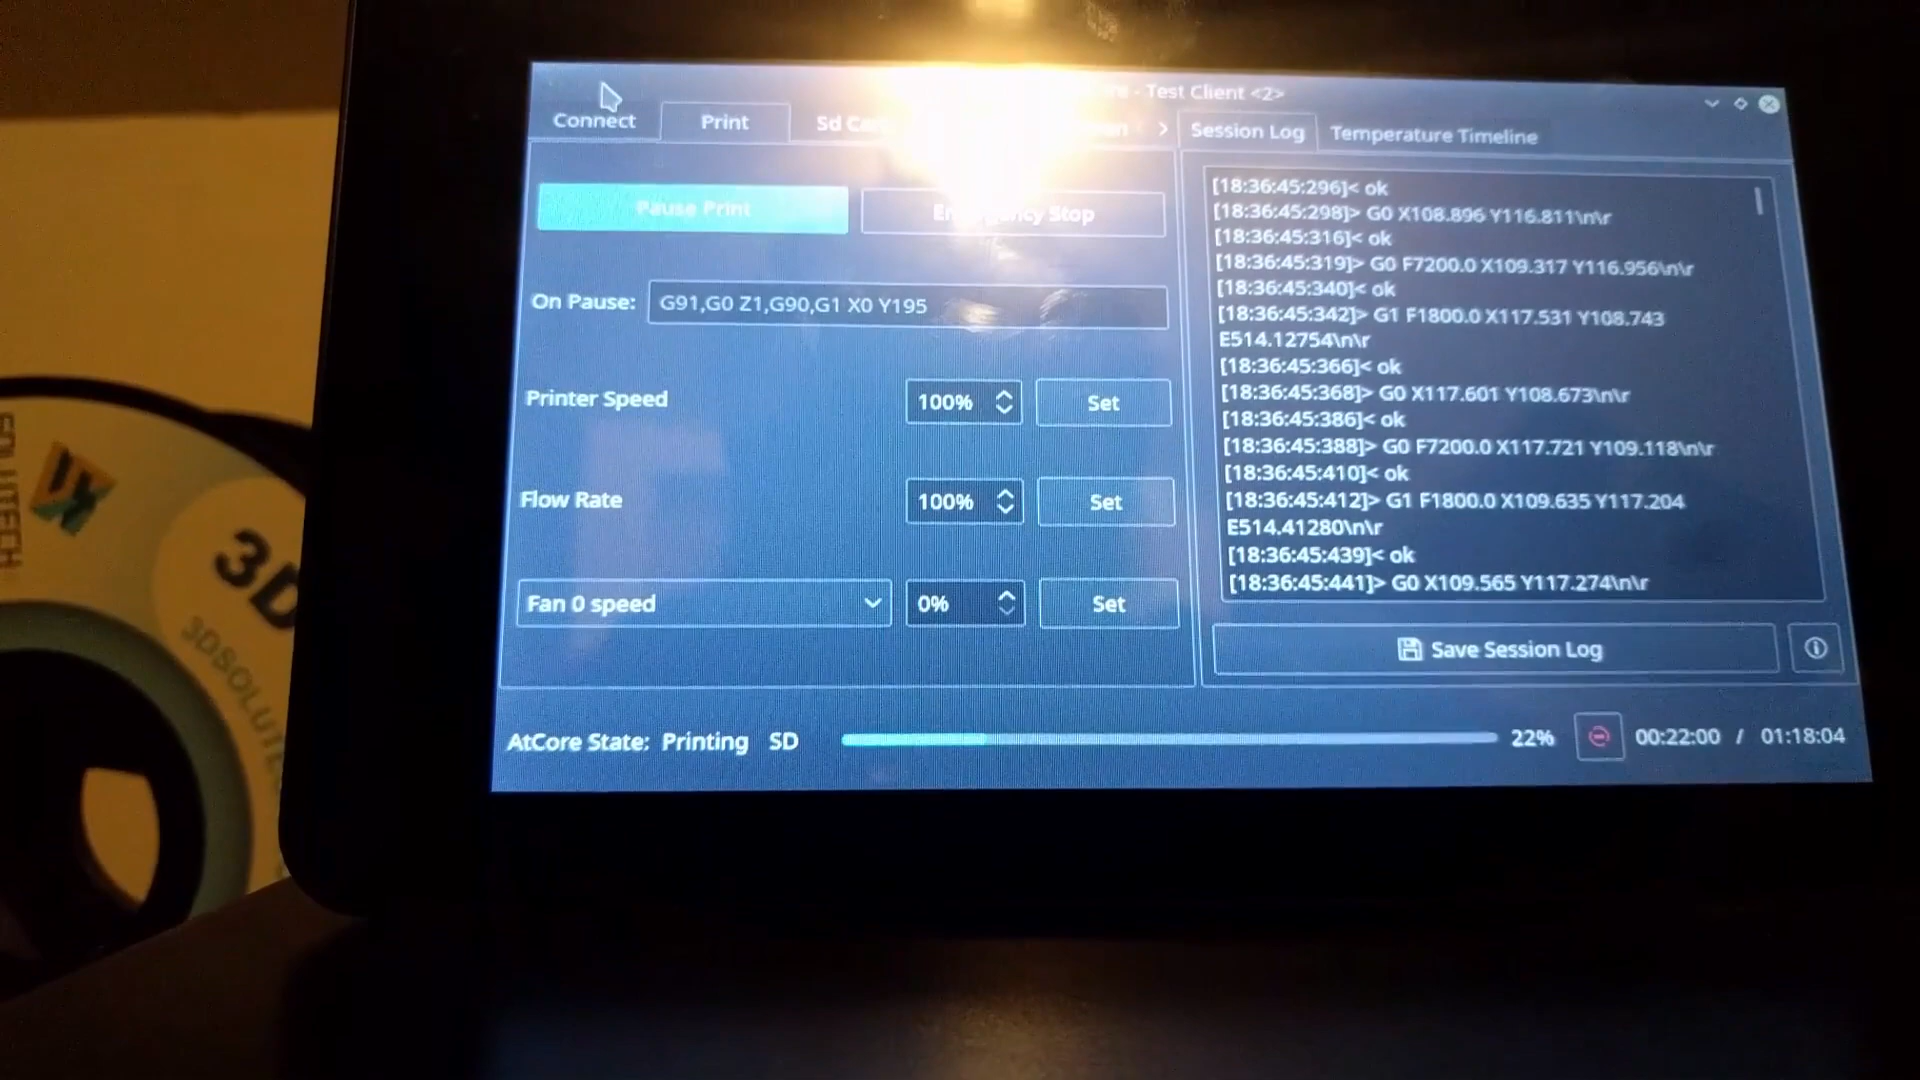 - Test Client <2>
Connect
Print
Sd Car
Session Log
Temperature Timeline
Pause Print
Emergency Stop
On Pause: G91,G0 Z1,G90,G1 X0 Y195
Printer Speed 100% Set
Flow Rate 100% Set
Fan 0 speed 0% Set
[18:36:45:296]< ok
[18:36:45:298]> G0 X108.896 Y116.811\n\r
[18:36:45:316]< ok
[18:36:45:319]> G0 F7200.0 X109.317 Y116.956\n\r
[18:36:45:340]< ok
[18:36:45:342]> G1 F1800.0 X117.531 Y108.743
E514.12754\n\r
[18:36:45:366]< ok
[18:36:45:368]> G0 X117.601 Y108.673\n\r
[18:36:45:386]< ok
[18:36:45:388]> G0 F7200.0 X117.721 Y109.118\n\r
[18:36:45:410]< ok
[18:36:45:412]> G1 F1800.0 X109.635 Y117.204
E514.41280\n\r
[18:36:45:439]< ok
[18:36:45:441]> G0 X109.565 Y117.274\n\r
Save Session Log
AtCore State: Printing SD 22% 00:22:00 / 01:18:04
3D
3DSOLUTEC